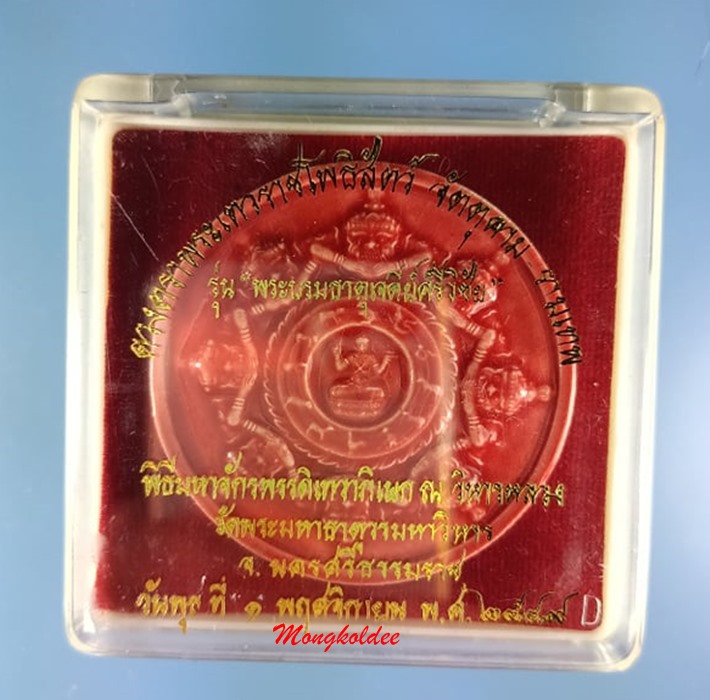 ดวงตราพระเทวราชโพธิสัตว์ จัตุคาม รามเทพ
รุ่น "พระบรมธาตุเจดีย์ศรีวิชัย"
พิธีมหาจักรพรรดิเทวาภิเษก ณ วิหารหลวง
วัดพระมหาธาตุวรมหาวิหาร
จ. นครศรีธรรมราช
วันพุธ ที่ ๑ พฤศจิกายน พ.ศ. ๒๕๔๙ D
Mongkoldee